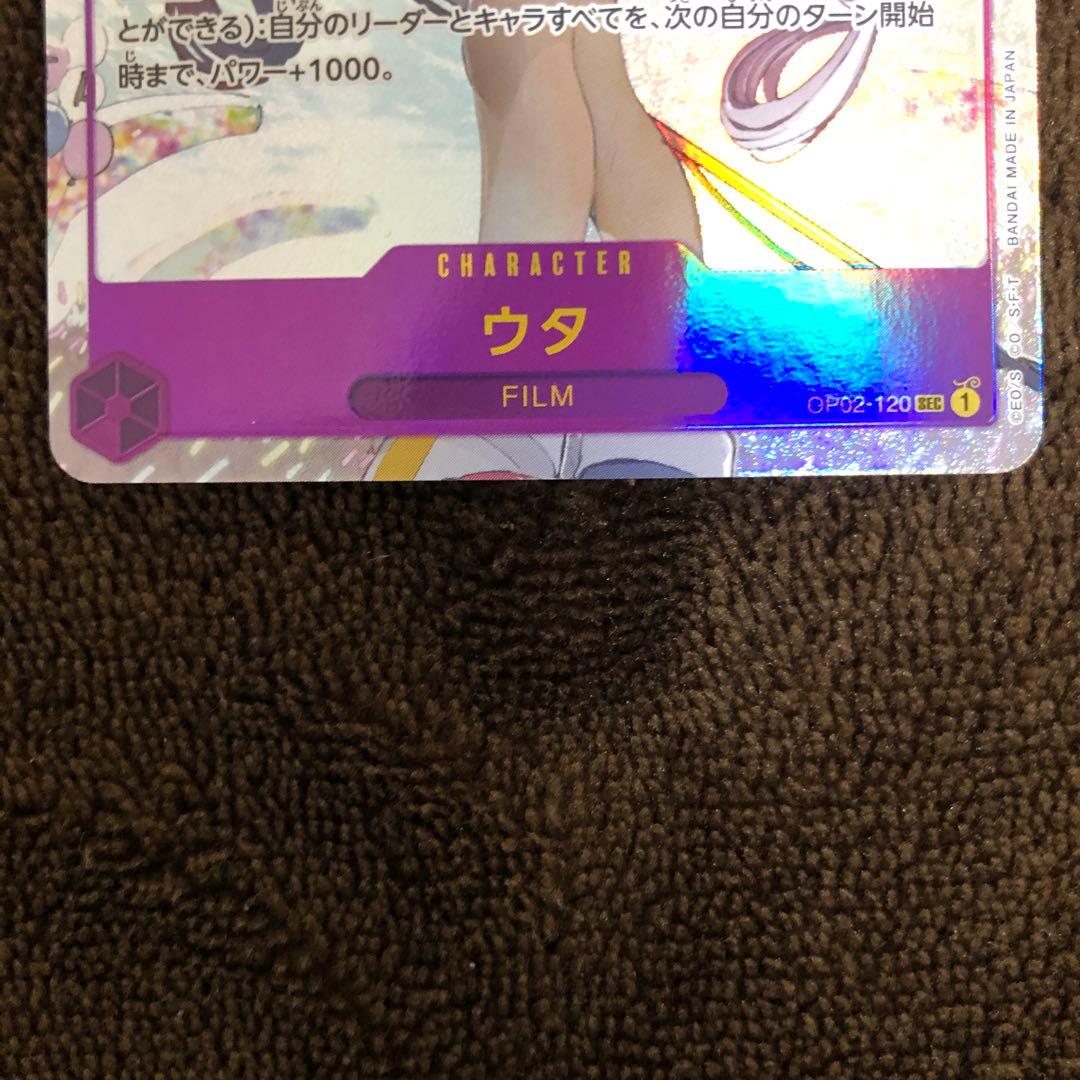 とができる):自分のリーダーとキャラすべてを、次の自分のターン開始
時まで、パワー+1000。
CHARACTER
ウタ
FILM
OP02-120 SEC 1
©EO/S ©O/S・F・T BANDAI MADE IN JAPAN